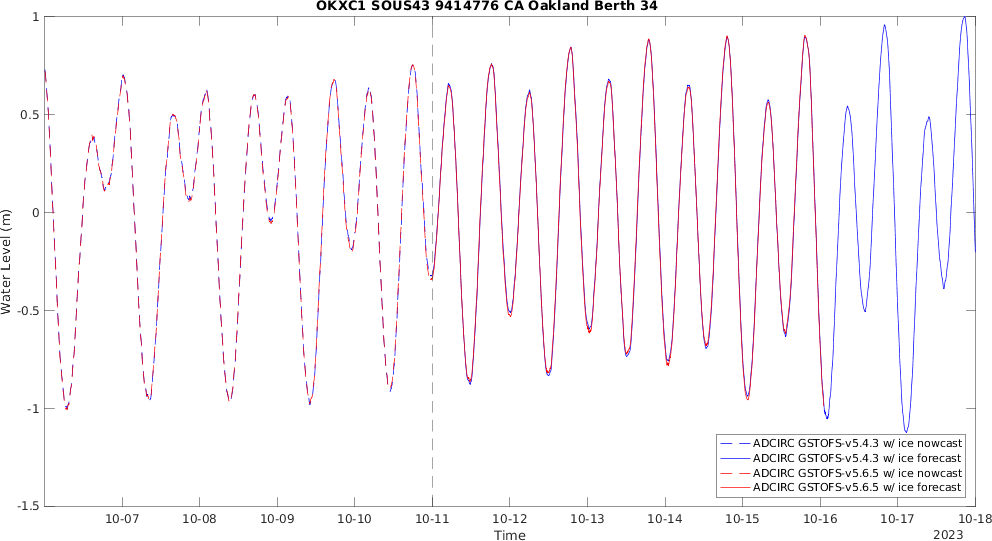 OKXC1 SOUS43 9414776 CA Oakland Berth 34
1
0.5
0
-0.5
-1
-1.5
Water Level (m)
ADCIRC GSTOFS-v5.4.3 w/ ice nowcast
ADCIRC GSTOFS-v5.4.3 w/ ice forecast
ADCIRC GSTOFS-v5.6.5 w/ ice nowcast
ADCIRC GSTOFS-v5.6.5 w/ ice forecast
10-07 10-08 10-09 10-10 10-11 10-12 10-13 10-14 10-15 10-16 10-17 10-18
Time
2023